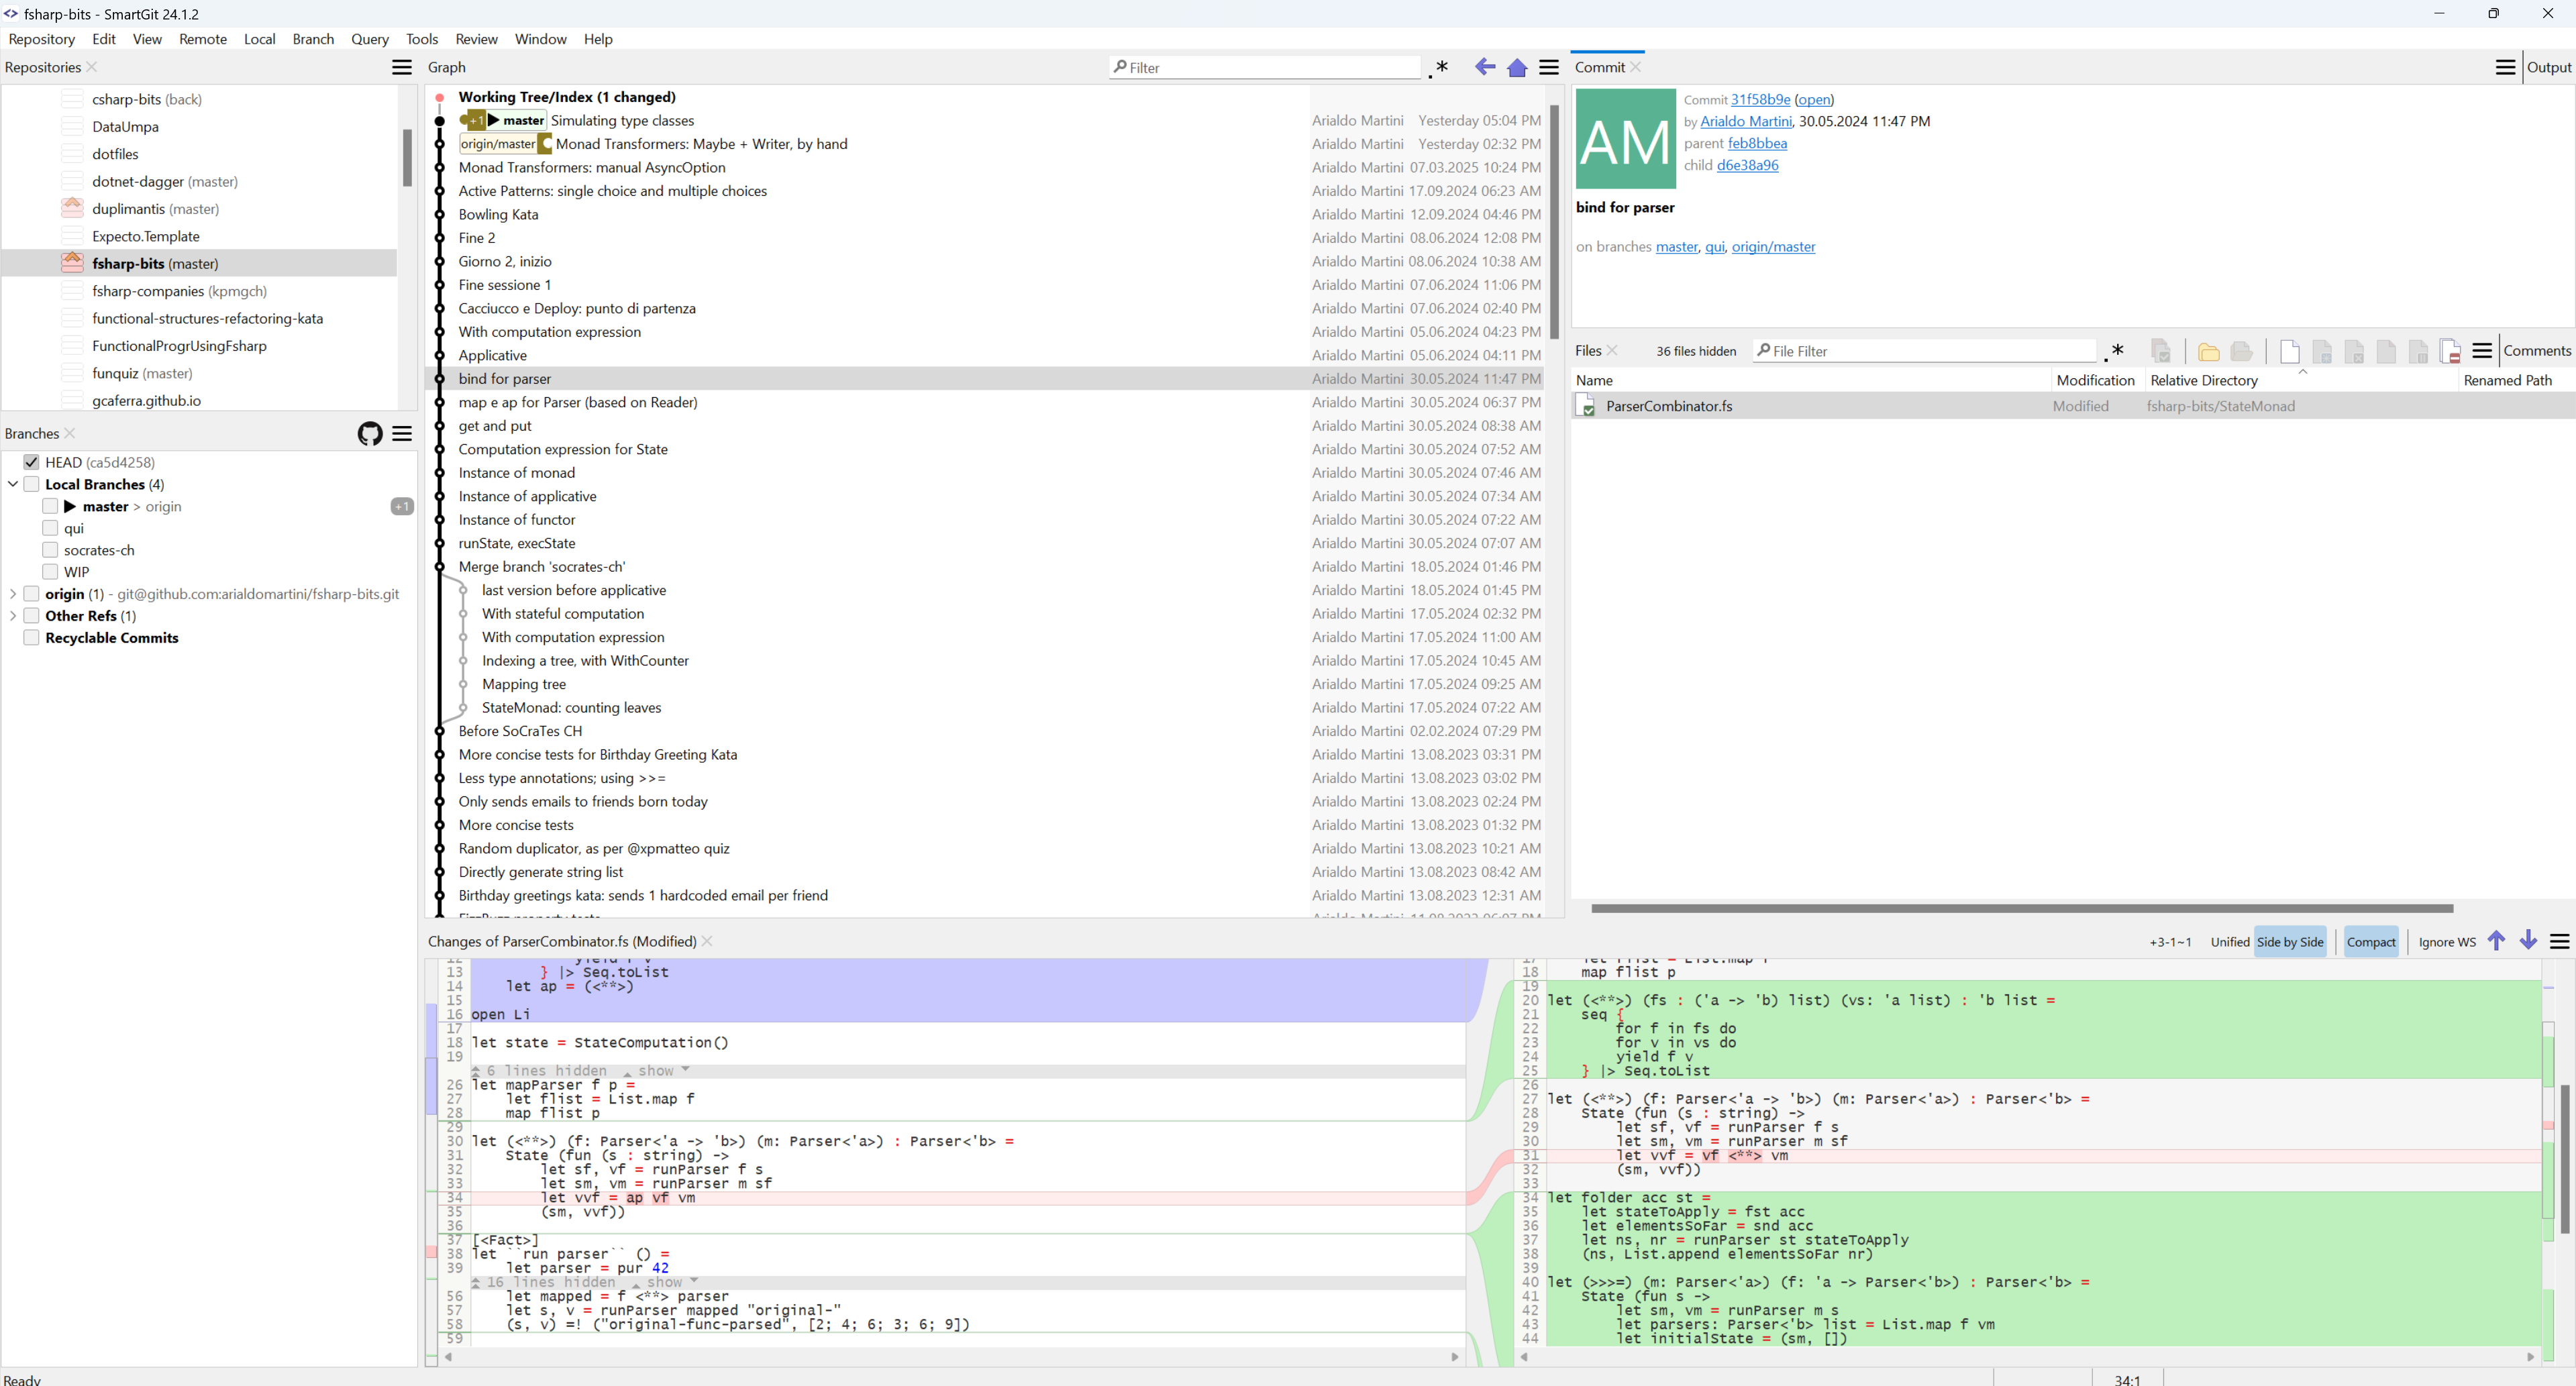 fsharp-bits - SmartGit 24.1.2
Repository Edit View Remote Local Branch Query Tools Review Window Help
Repositories
csharp-bits (back)
DataUmpa
dotfiles
dotnet-dagger (master)
duplimantis (master)
Expecto.Template
fsharp-bits (master)
fsharp-companies (kpmgch)
functional-structures-refactoring-kata
FunctionalProgrUsingFsharp
funquiz (master)
gcaferra.github.io
Branches
HEAD (ca5d4258)
Local Branches (4)
master > origin +1
qui
socrates-ch
WIP
origin (1) - git@github.com:arialdomartini/fsharp-bits.git
Other Refs (1)
Recyclable Commits
Graph Filter .*
Working Tree/Index (1 changed)
+1 master Simulating type classes Arialdo Martini Yesterday 05:04 PM
origin/master Monad Transformers: Maybe + Writer, by hand Arialdo Martini Yesterday 02:32 PM
Monad Transformers: manual AsyncOption Arialdo Martini 07.03.2025 10:24 PM
Active Patterns: single choice and multiple choices Arialdo Martini 17.09.2024 06:23 AM
Bowling Kata Arialdo Martini 12.09.2024 04:46 PM
Fine 2 Arialdo Martini 08.06.2024 12:08 PM
Giorno 2, inizio Arialdo Martini 08.06.2024 10:38 AM
Fine sessione 1 Arialdo Martini 07.06.2024 11:06 PM
Cacciucco e Deploy: punto di partenza Arialdo Martini 07.06.2024 02:40 PM
With computation expression Arialdo Martini 05.06.2024 04:23 PM
Applicative Arialdo Martini 05.06.2024 04:11 PM
bind for parser Arialdo Martini 30.05.2024 11:47 PM
map e ap for Parser (based on Reader) Arialdo Martini 30.05.2024 06:37 PM
get and put Arialdo Martini 30.05.2024 08:38 AM
Computation expression for State Arialdo Martini 30.05.2024 07:52 AM
Instance of monad Arialdo Martini 30.05.2024 07:46 AM
Instance of applicative Arialdo Martini 30.05.2024 07:34 AM
Instance of functor Arialdo Martini 30.05.2024 07:22 AM
runState, execState Arialdo Martini 30.05.2024 07:07 AM
Merge branch 'socrates-ch' Arialdo Martini 18.05.2024 01:46 PM
last version before applicative Arialdo Martini 18.05.2024 01:45 PM
With stateful computation Arialdo Martini 17.05.2024 02:32 PM
With computation expression Arialdo Martini 17.05.2024 11:00 AM
Indexing a tree, with WithCounter Arialdo Martini 17.05.2024 10:45 AM
Mapping tree Arialdo Martini 17.05.2024 09:25 AM
StateMonad: counting leaves Arialdo Martini 17.05.2024 07:22 AM
Before SoCraTes CH Arialdo Martini 02.02.2024 07:29 PM
More concise tests for Birthday Greeting Kata Arialdo Martini 13.08.2023 03:31 PM
Less type annotations; using >>= Arialdo Martini 13.08.2023 03:02 PM
Only sends emails to friends born today Arialdo Martini 13.08.2023 02:24 PM
More concise tests Arialdo Martini 13.08.2023 01:32 PM
Random duplicator, as per @xpmatteo quiz Arialdo Martini 13.08.2023 10:21 AM
Directly generate string list Arialdo Martini 13.08.2023 08:42 AM
Birthday greetings kata: sends 1 hardcoded email per friend Arialdo Martini 13.08.2023 12:31 AM
Commit Output
AM
Commit 31f58b9e (open)
by Arialdo Martini, 30.05.2024 11:47 PM
parent feb8bbea
child d6e38a96
bind for parser
on branches master, qui, origin/master
Files 36 files hidden File Filter .* Comments
Name Modification Relative Directory Renamed Path
ParserCombinator.fs Modified fsharp-bits/StateMonad
Changes of ParserCombinator.fs (Modified) +3-1~1 Unified Side by Side Compact Ignore WS
13 } |> Seq.toList
14 let ap = (<**>)
15
16 open Li
17
18 let state = StateComputation()
19
6 lines hidden show
26 let mapParser f p =
27 let flist = List.map f
28 map flist p
29
30 let (<**>) (f: Parser<'a -> 'b>) (m: Parser<'a>) : Parser<'b> =
31 State (fun (s : string) ->
32 let sf, vf = runParser f s
33 let sm, vm = runParser m sf
34 let vvf = ap vf vm
35 (sm, vvf))
36
37 [<Fact>]
38 let ``run parser`` () =
39 let parser = pur 42
16 lines hidden show
56 let mapped = f <**> parser
57 let s, v = runParser mapped "original-"
58 (s, v) =! ("original-func-parsed", [2; 4; 6; 3; 6; 9])
59
18 map flist p
19
20 let (<**>) (fs : ('a -> 'b) list) (vs: 'a list) : 'b list =
21 seq {
22 for f in fs do
23 for v in vs do
24 yield f v
25 } |> Seq.toList
26
27 let (<**>) (f: Parser<'a -> 'b>) (m: Parser<'a>) : Parser<'b> =
28 State (fun (s : string) ->
29 let sf, vf = runParser f s
30 let sm, vm = runParser m sf
31 let vvf = vf <**> vm
32 (sm, vvf))
33
34 let folder acc st =
35 let stateToApply = fst acc
36 let elementsSoFar = snd acc
37 let ns, nr = runParser st stateToApply
38 (ns, List.append elementsSoFar nr)
39
40 let (>>>=) (m: Parser<'a>) (f: 'a -> Parser<'b>) : Parser<'b> =
41 State (fun s ->
42 let sm, vm = runParser m s
43 let parsers: Parser<'b> list = List.map f vm
44 let initialState = (sm, [])
Ready 34:1